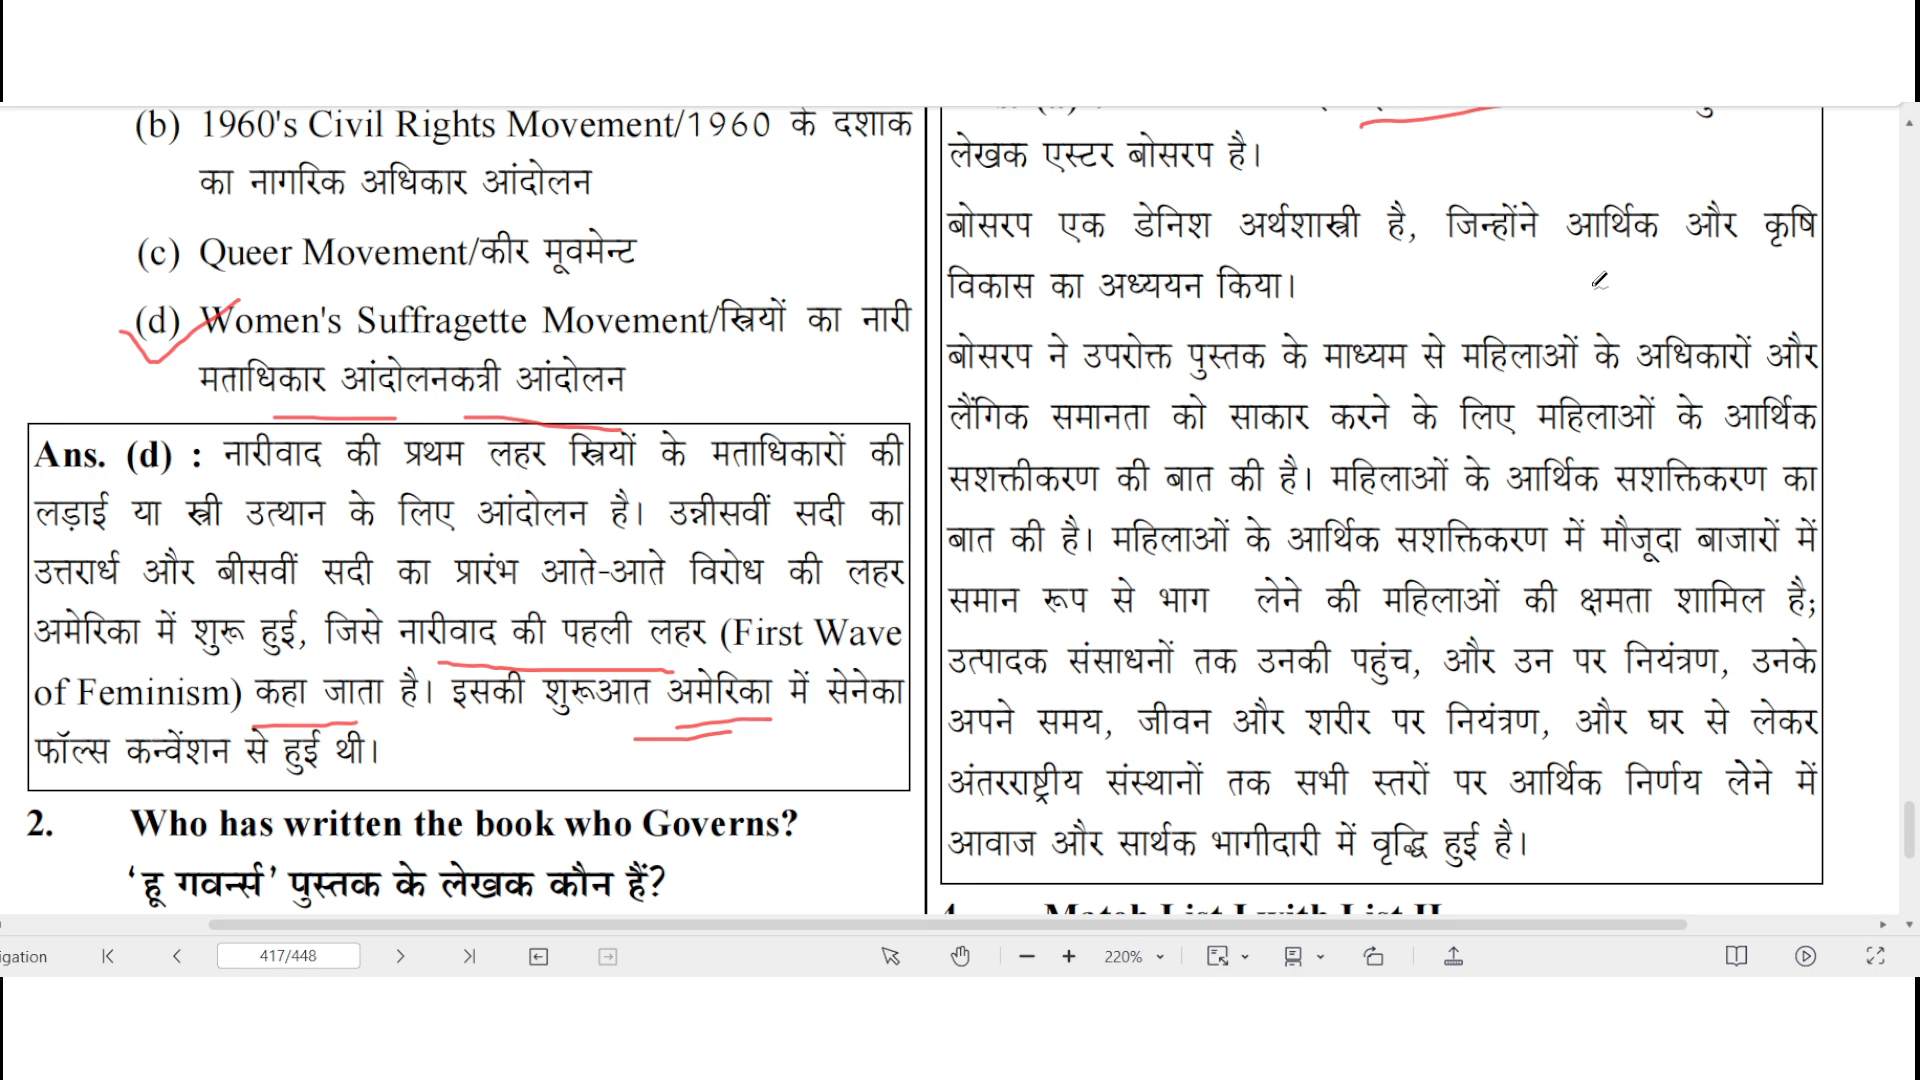 (b) 1960's Civil Rights Movement/1960 के दशाक
का नागरिक अधिकार आंदोलन
(c) Queer Movement/कीर मूवमेन्ट
(d) Women's Suffragette Movement/स्त्रियों का नारी
मताधिकार आंदोलनकत्री आंदोलन
Ans. (d) : नारीवाद की प्रथम लहर स्त्रियों के मताधिकारों की
लड़ाई या स्त्री उत्थान के लिए आंदोलन है। उन्नीसवीं सदी का
उत्तरार्ध और बीसवीं सदी का प्रारंभ आते-आते विरोध की लहर
अमेरिका में शुरू हुई, जिसे नारीवाद की पहली लहर (First Wave
of Feminism) कहा जाता है। इसकी शुरूआत अमेरिका में सेनेका
फॉल्स कन्वेंशन से हुई थी।
2. Who has written the book who Governs?
‘हू गवर्न्स’ पुस्तक के लेखक कौन हैं?
लेखक एस्टर बोसरप है।
बोसरप एक डेनिश अर्थशास्त्री है, जिन्होंने आर्थिक और कृषि
विकास का अध्ययन किया।
बोसरप ने उपरोक्त पुस्तक के माध्यम से महिलाओं के अधिकारों और
लैंगिक समानता को साकार करने के लिए महिलाओं के आर्थिक
सशक्तीकरण की बात की है। महिलाओं के आर्थिक सशक्तिकरण का
बात की है। महिलाओं के आर्थिक सशक्तिकरण में मौजूदा बाजारों में
समान रूप से भाग लेने की महिलाओं की क्षमता शामिल है;
उत्पादक संसाधनों तक उनकी पहुंच, और उन पर नियंत्रण, उनके
अपने समय, जीवन और शरीर पर नियंत्रण, और घर से लेकर
अंतरराष्ट्रीय संस्थानों तक सभी स्तरों पर आर्थिक निर्णय लेने में
आवाज और सार्थक भागीदारी में वृद्धि हुई है।
4. Match List I with List II
igation 417/448 220%